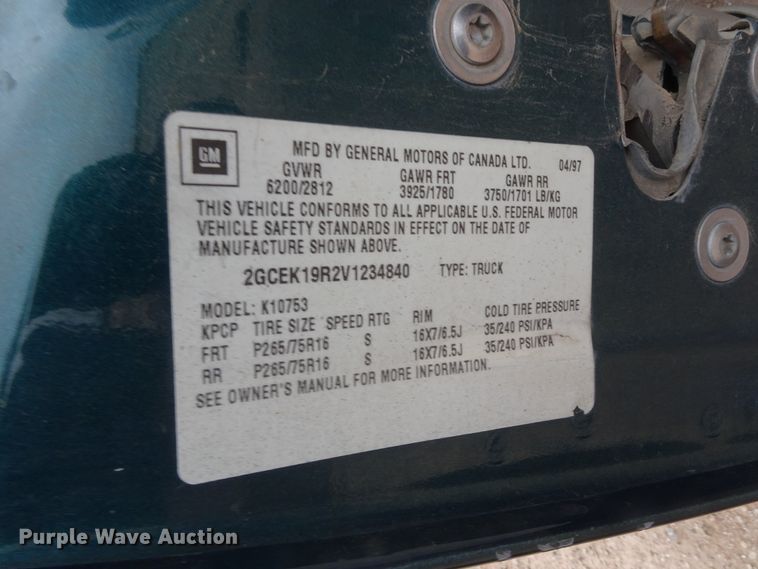 GM
MFD BY GENERAL MOTORS OF CANADA LTD. 04/97
GVWR GAWR FRT GAWR RR
6200/2812 3925/1780 3750/1701 LB/KG
THIS VEHICLE CONFORMS TO ALL APPLICABLE U.S. FEDERAL MOTOR
VEHICLE SAFETY STANDARDS IN EFFECT ON THE DATE OF
MANUFACTURE SHOWN ABOVE.
2GCEK19R2V1234840 TYPE: TRUCK
MODEL: K10753
KPCP TIRE SIZE SPEED RTG RIM COLD TIRE PRESSURE
FRT P265/75R16 S 16X7/6.5J 35/240 PSI/KPA
RR P265/75R16 S 16X7/6.5J 35/240 PSI/KPA
SEE OWNER'S MANUAL FOR MORE INFORMATION.
Purple Wave Auction